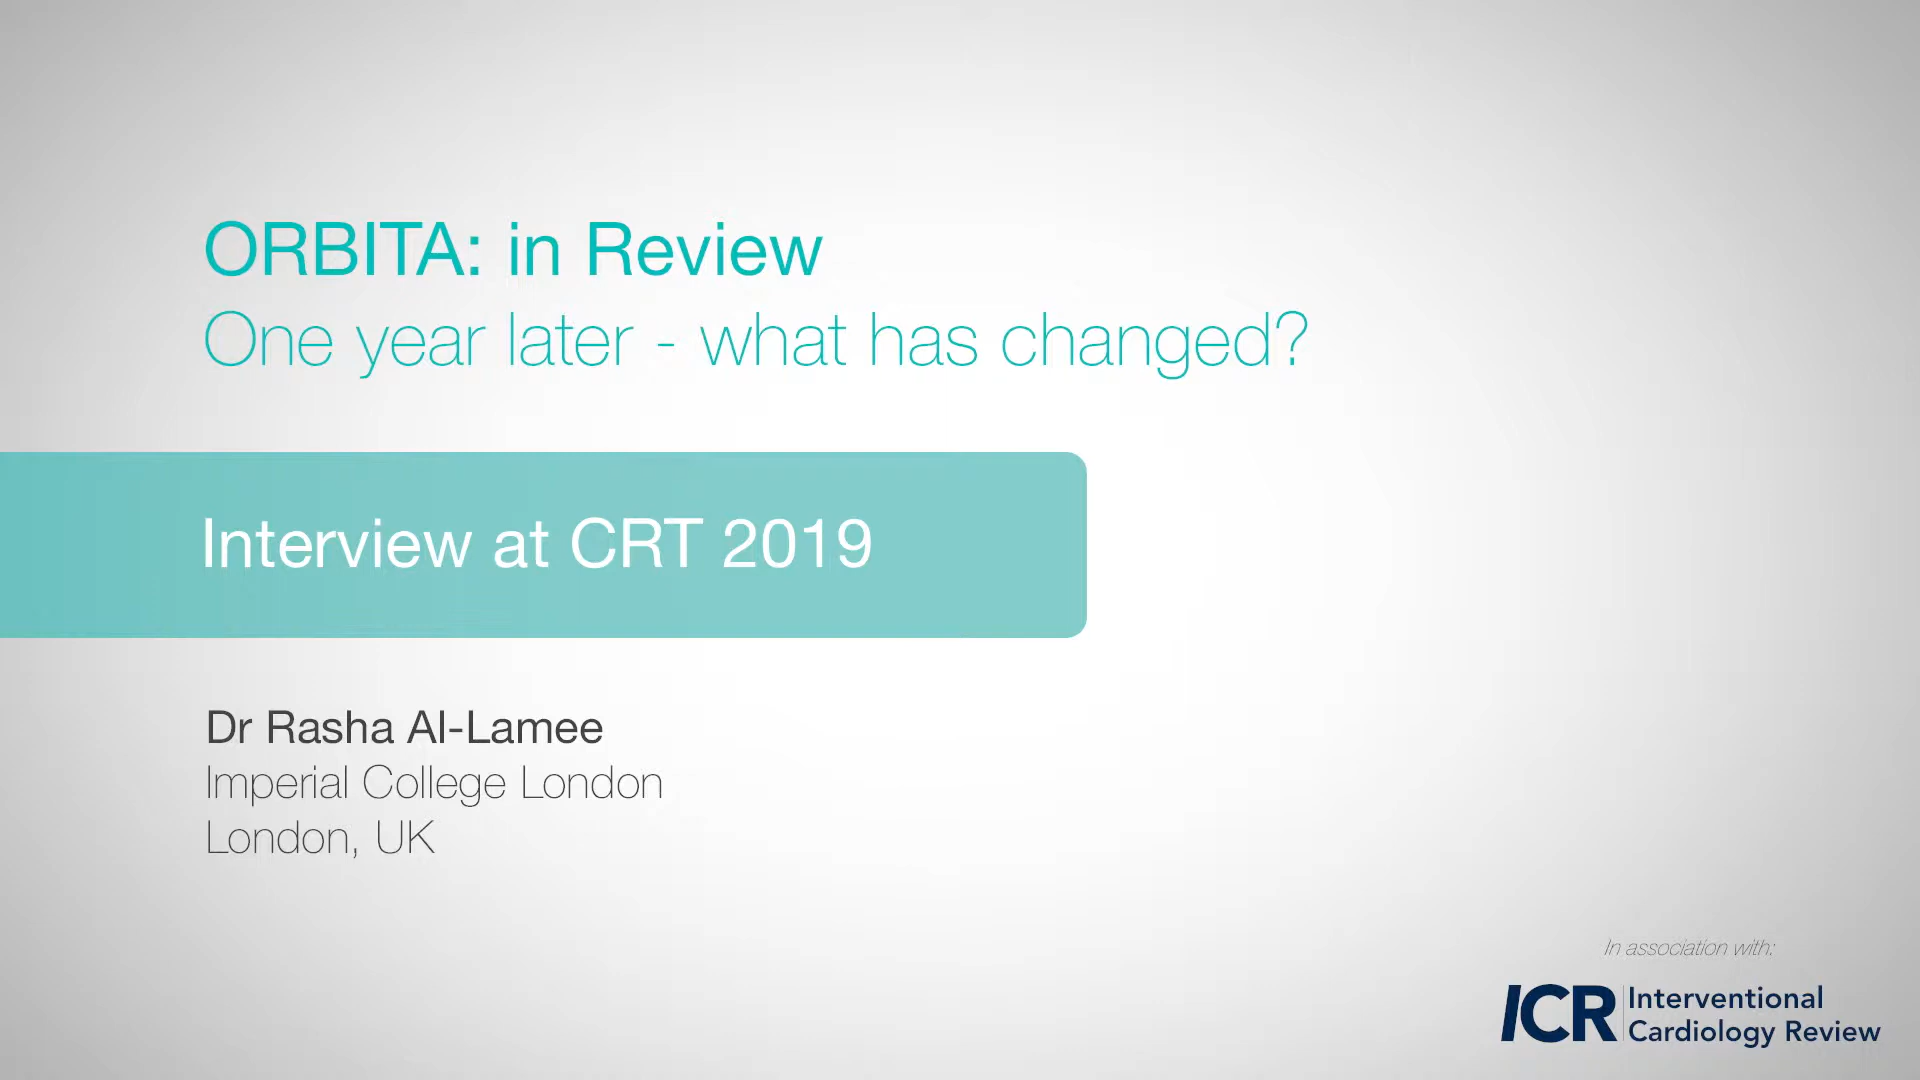 ORBITA: in Review
One year later - what has changed?
Interview at CRT 2019
Dr Rasha Al-Lamee
Imperial College London
London, UK
In association with:
ICR Interventional
Cardiology Review